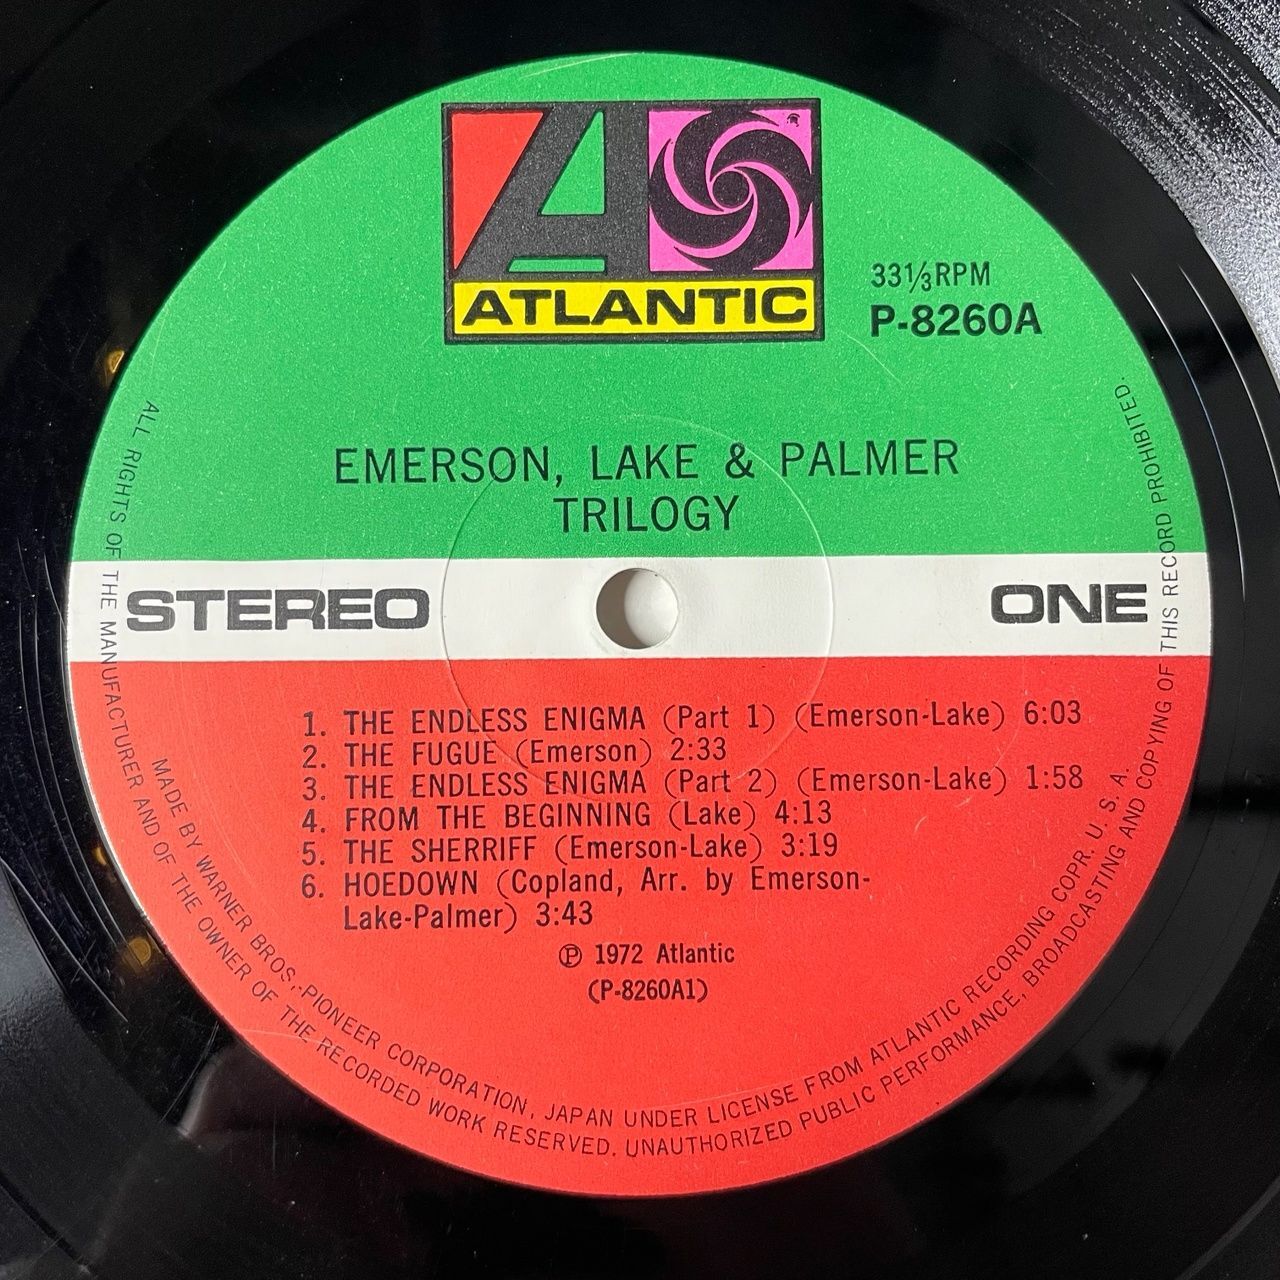 ATLANTIC
33⅓RPM
P-8260A
EMERSON, LAKE & PALMER
TRILOGY
STEREO
ONE
1. THE ENDLESS ENIGMA (Part 1) (Emerson-Lake) 6:03
2. THE FUGUE (Emerson) 2:33
3. THE ENDLESS ENIGMA (Part 2) (Emerson-Lake) 1:58
4. FROM THE BEGINNING (Lake) 4:13
5. THE SHERRIFF (Emerson-Lake) 3:19
6. HOEDOWN (Copland, Arr. by Emerson-
Lake-Palmer) 3:43
℗ 1972 Atlantic
(P-8260A1)
MADE BY WARNER BROS.-PIONEER CORPORATION, JAPAN UNDER LICENSE FROM ATLANTIC RECORDING COPR. U. S. A.
ALL RIGHTS OF THE MANUFACTURER AND OF THE OWNER OF THE RECORDED WORK RESERVED. UNAUTHORIZED PUBLIC PERFORMANCE, BROADCASTING AND COPYING OF THIS RECORD PROHIBITED.